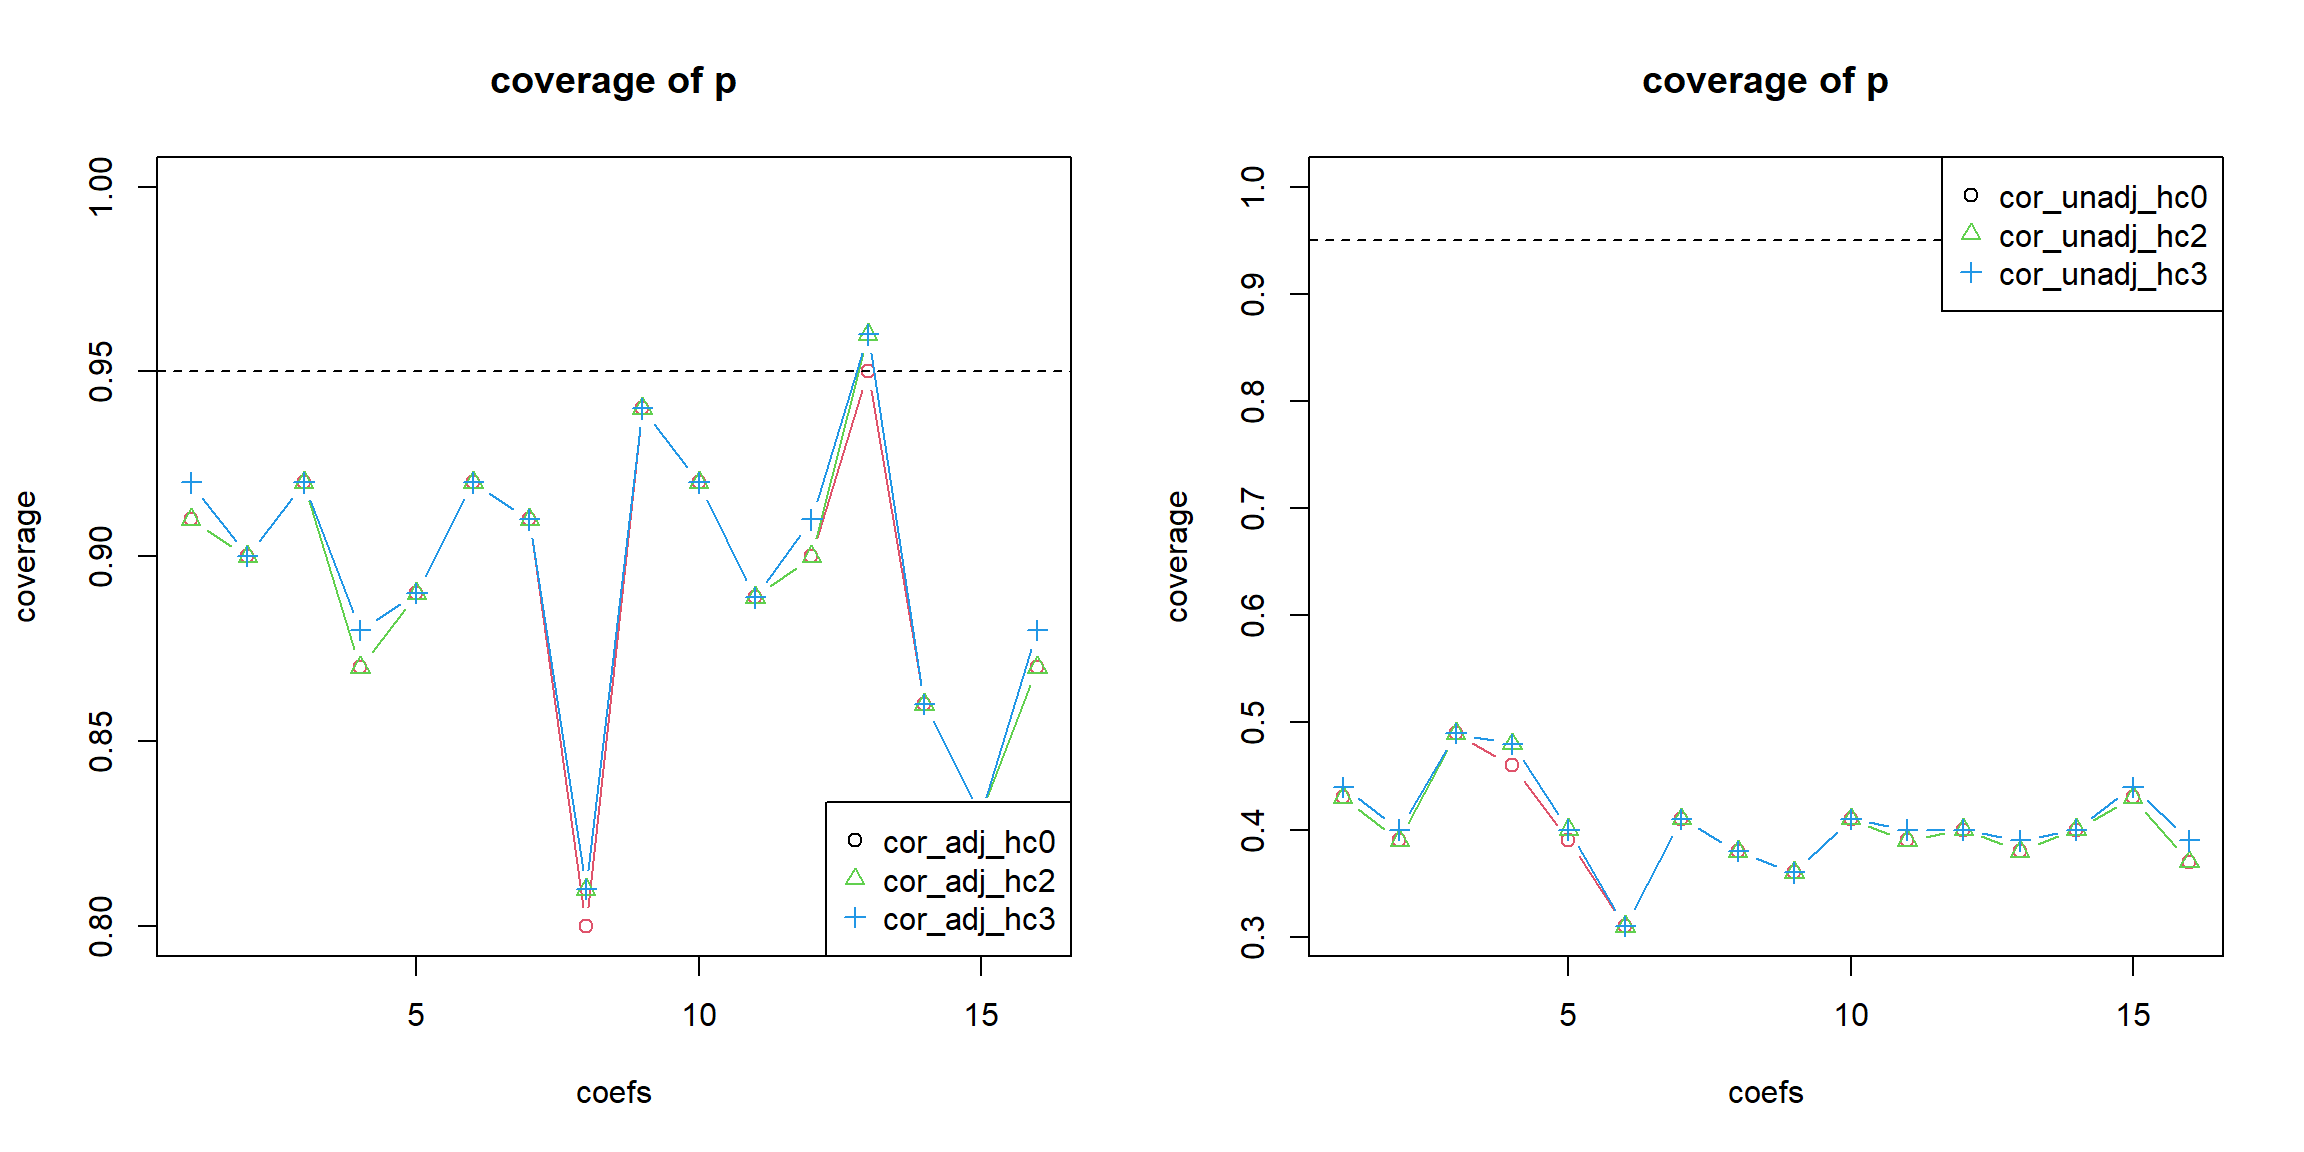 coverage of p
coverage
1.00
0.95
0.90
0.85
0.80
cor_adj_hc0
cor_adj_hc2
cor_adj_hc3
5
10
15
coefs
coverage of p
coverage
1.0
0.9
0.8
0.7
0.6
0.5
0.4
0.3
cor_unadj_hc0
cor_unadj_hc2
cor_unadj_hc3
5
10
15
coefs